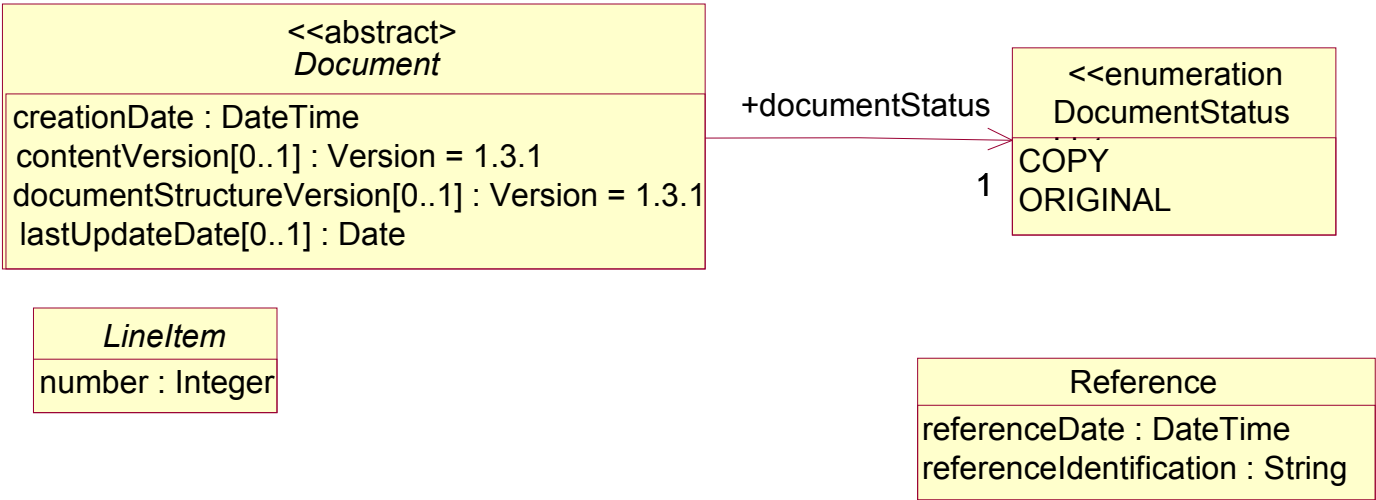 <<abstract>
Document
creationDate : DateTime
contentVersion[0..1] : Version = 1.3.1
documentStructureVersion[0..1] : Version = 1.3.1
lastUpdateDate[0..1] : Date
+documentStatus
1
<<enumeration
DocumentStatus
COPY
ORIGINAL
LineItem
number : Integer
Reference
referenceDate : DateTime
referenceIdentification : String